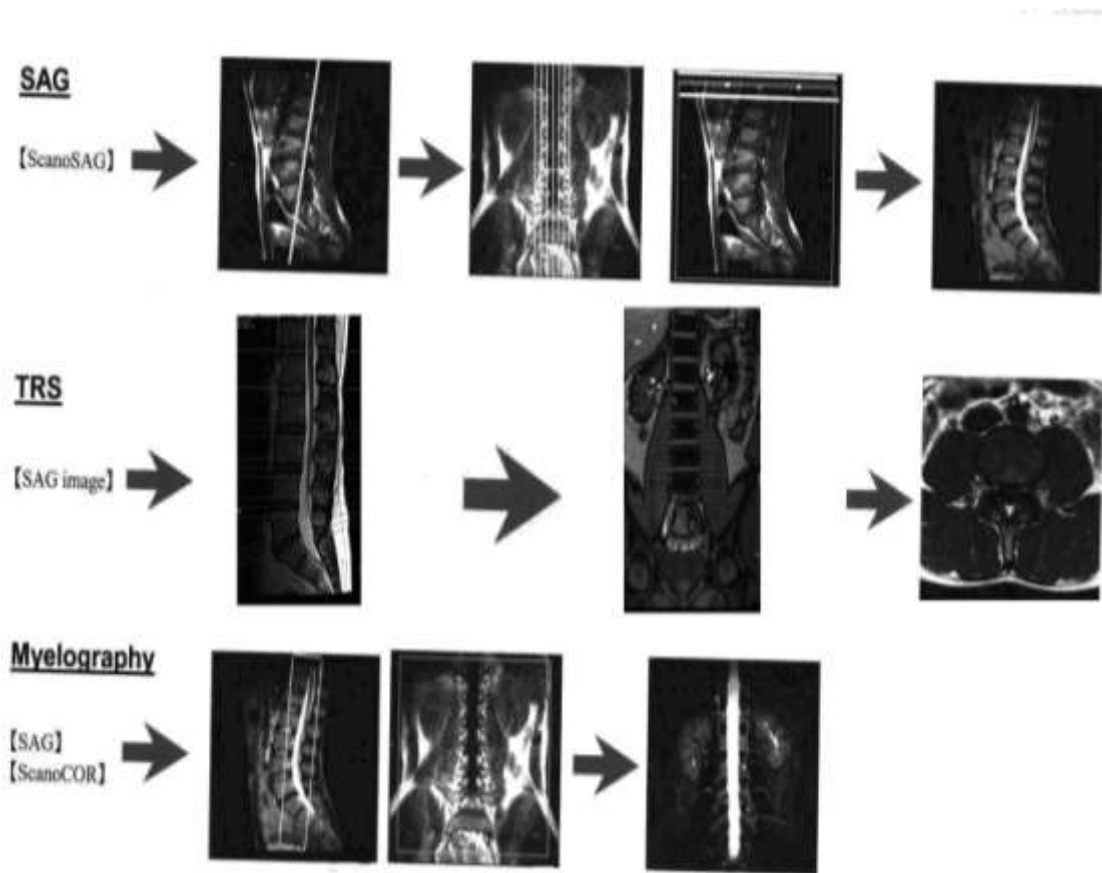 SAG
【ScanoSAG】
TRS
【SAG image】
Myelography
【SAG】
【ScanoCOR】